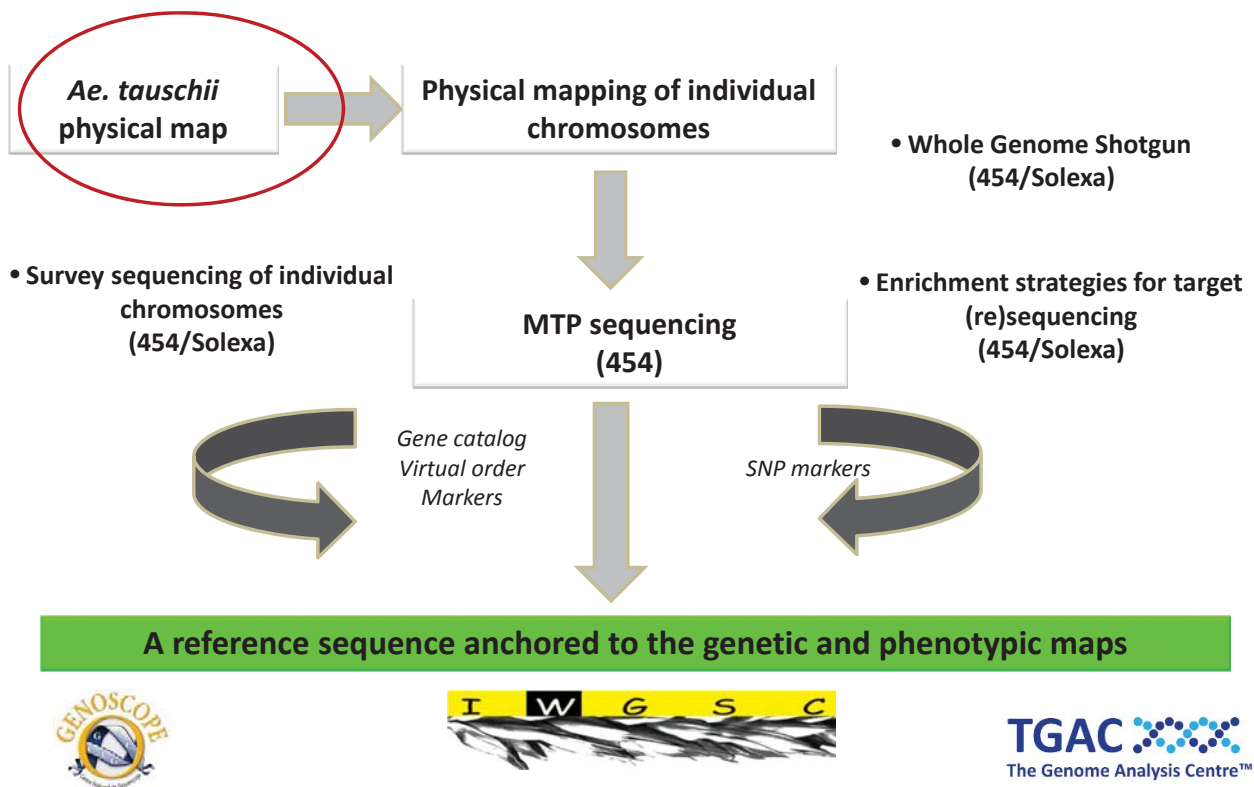 Ae. tauschii
physical map
Physical mapping of individual
chromosomes
• Whole Genome Shotgun
(454/Solexa)
• Survey sequencing of individual
chromosomes
(454/Solexa)
MTP sequencing
(454)
• Enrichment strategies for target
(re)sequencing
(454/Solexa)
Gene catalog
Virtual order
Markers
SNP markers
A reference sequence anchored to the genetic and phenotypic maps
GENOSCOPE
I W G S C
TGAC
The Genome Analysis Centre™